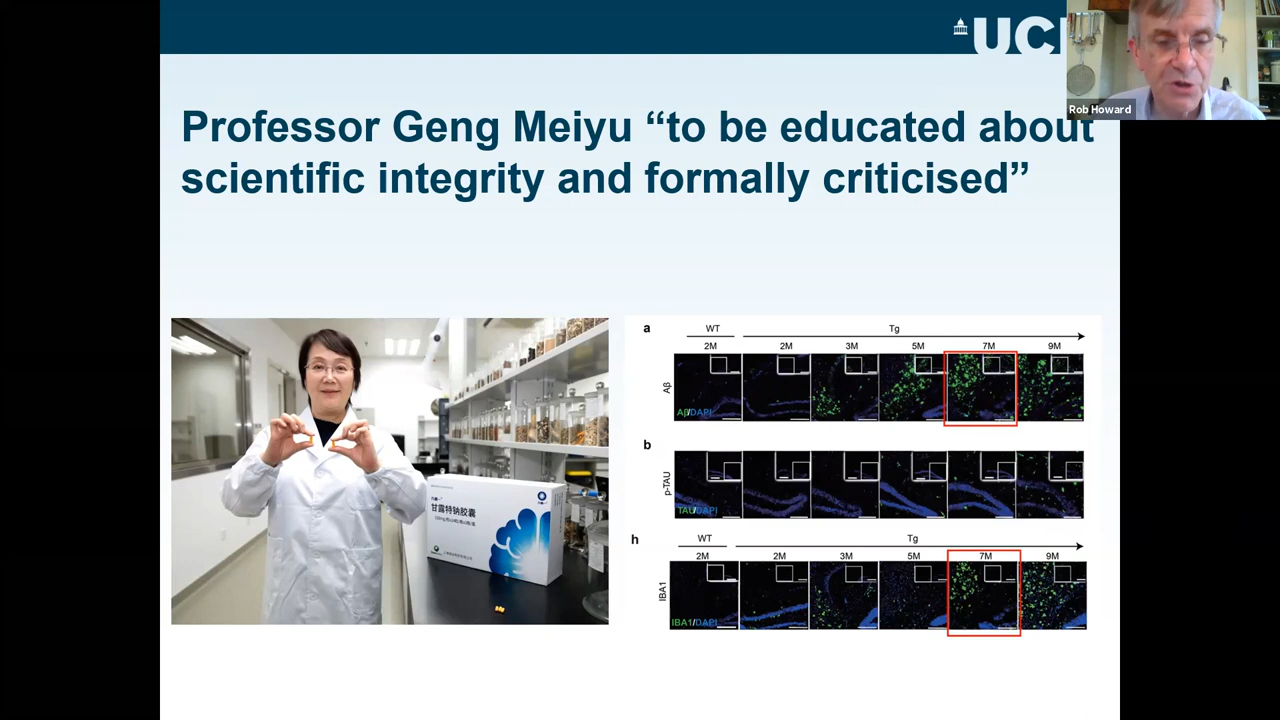 UCL
Rob Howard
Professor Geng Meiyu “to be educated about
scientific integrity and formally criticised”
甘露特钠胶囊
a
WT
Tg
2M
2M
3M
5M
7M
9M
Aβ
Aβ/DAPI
b
p-TAU
TAU/DAPI
h
WT
Tg
2M
2M
3M
5M
7M
9M
IBA1
IBA1/DAPI